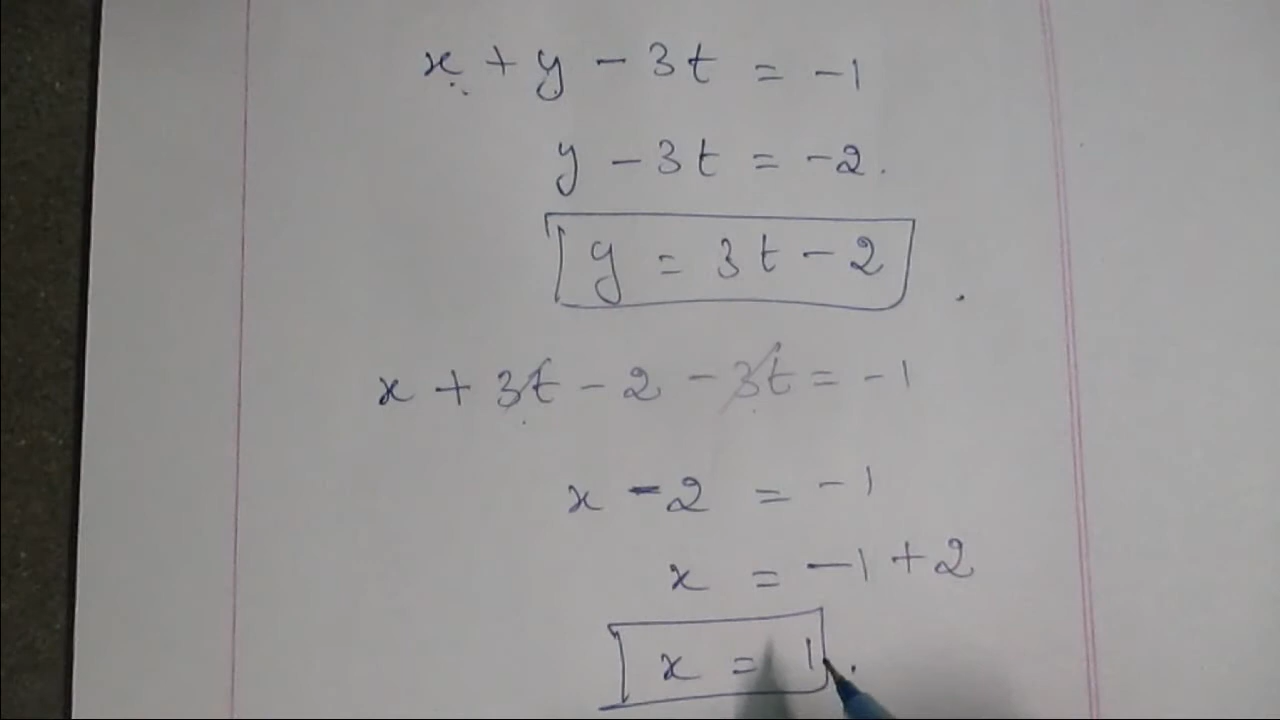 x + y - 3t = -1
y - 3t = -2.
y = 3t - 2
x + 3t - 2 - 3t = -1
x - 2 = -1
x = -1 + 2
x = 1